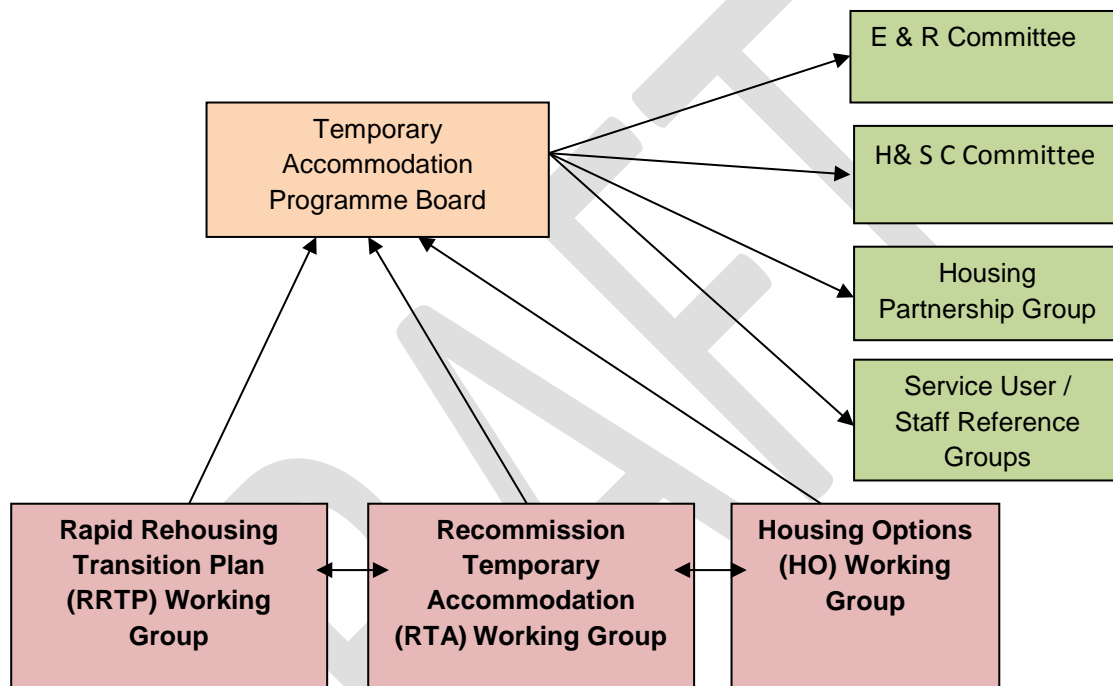 E & R Committee
Temporary
Accommodation
Programme Board
H& S C Committee
Housing
Partnership Group
Service User /
Staff Reference
Groups
Rapid Rehousing
Transition Plan
(RRTP) Working
Group
Recommission
Temporary
Accommodation
(RTA) Working Group
Housing Options
(HO) Working
Group
DRAFT